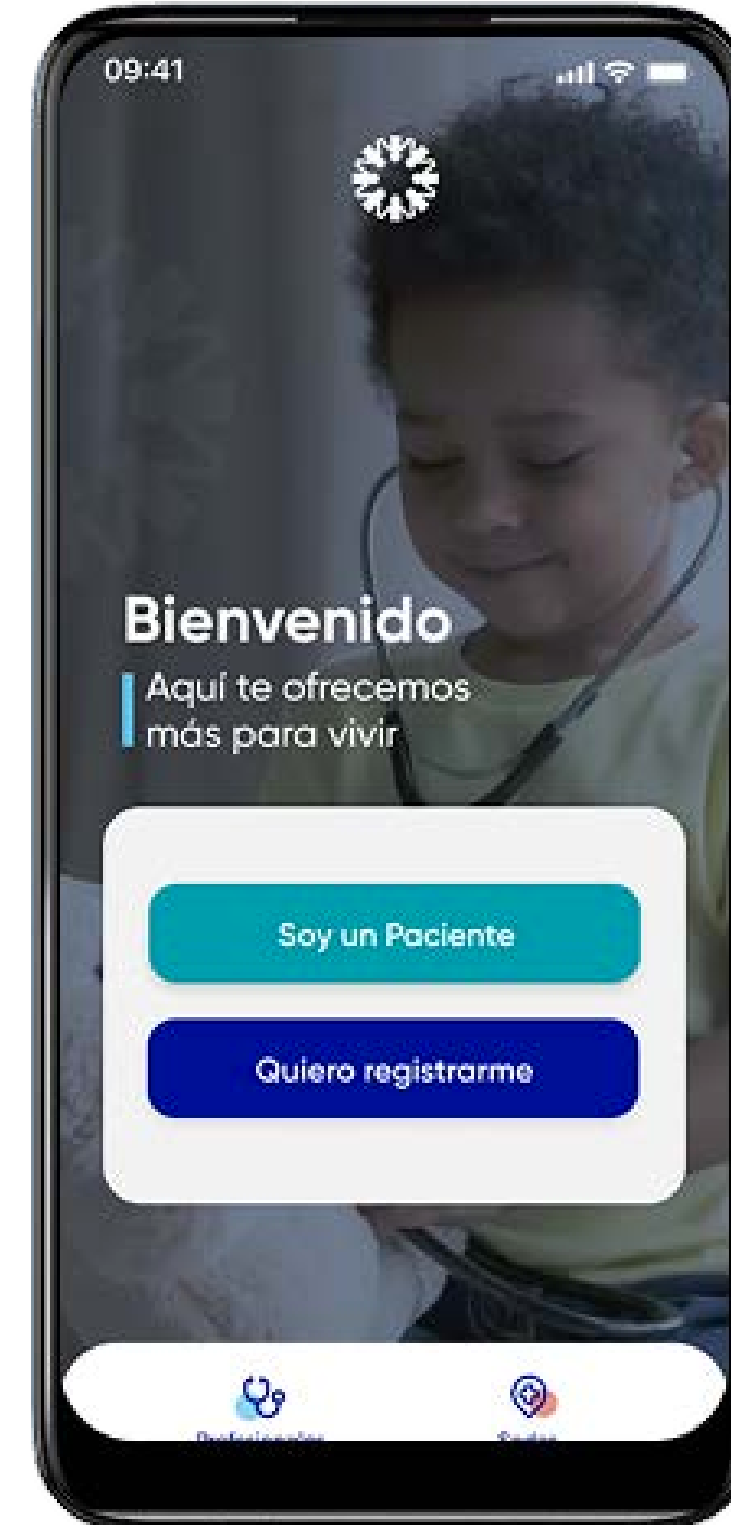 09:41
Bienvenido
Aquí te ofrecemos
más para vivir
Soy un Paciente
Quiero registrarme